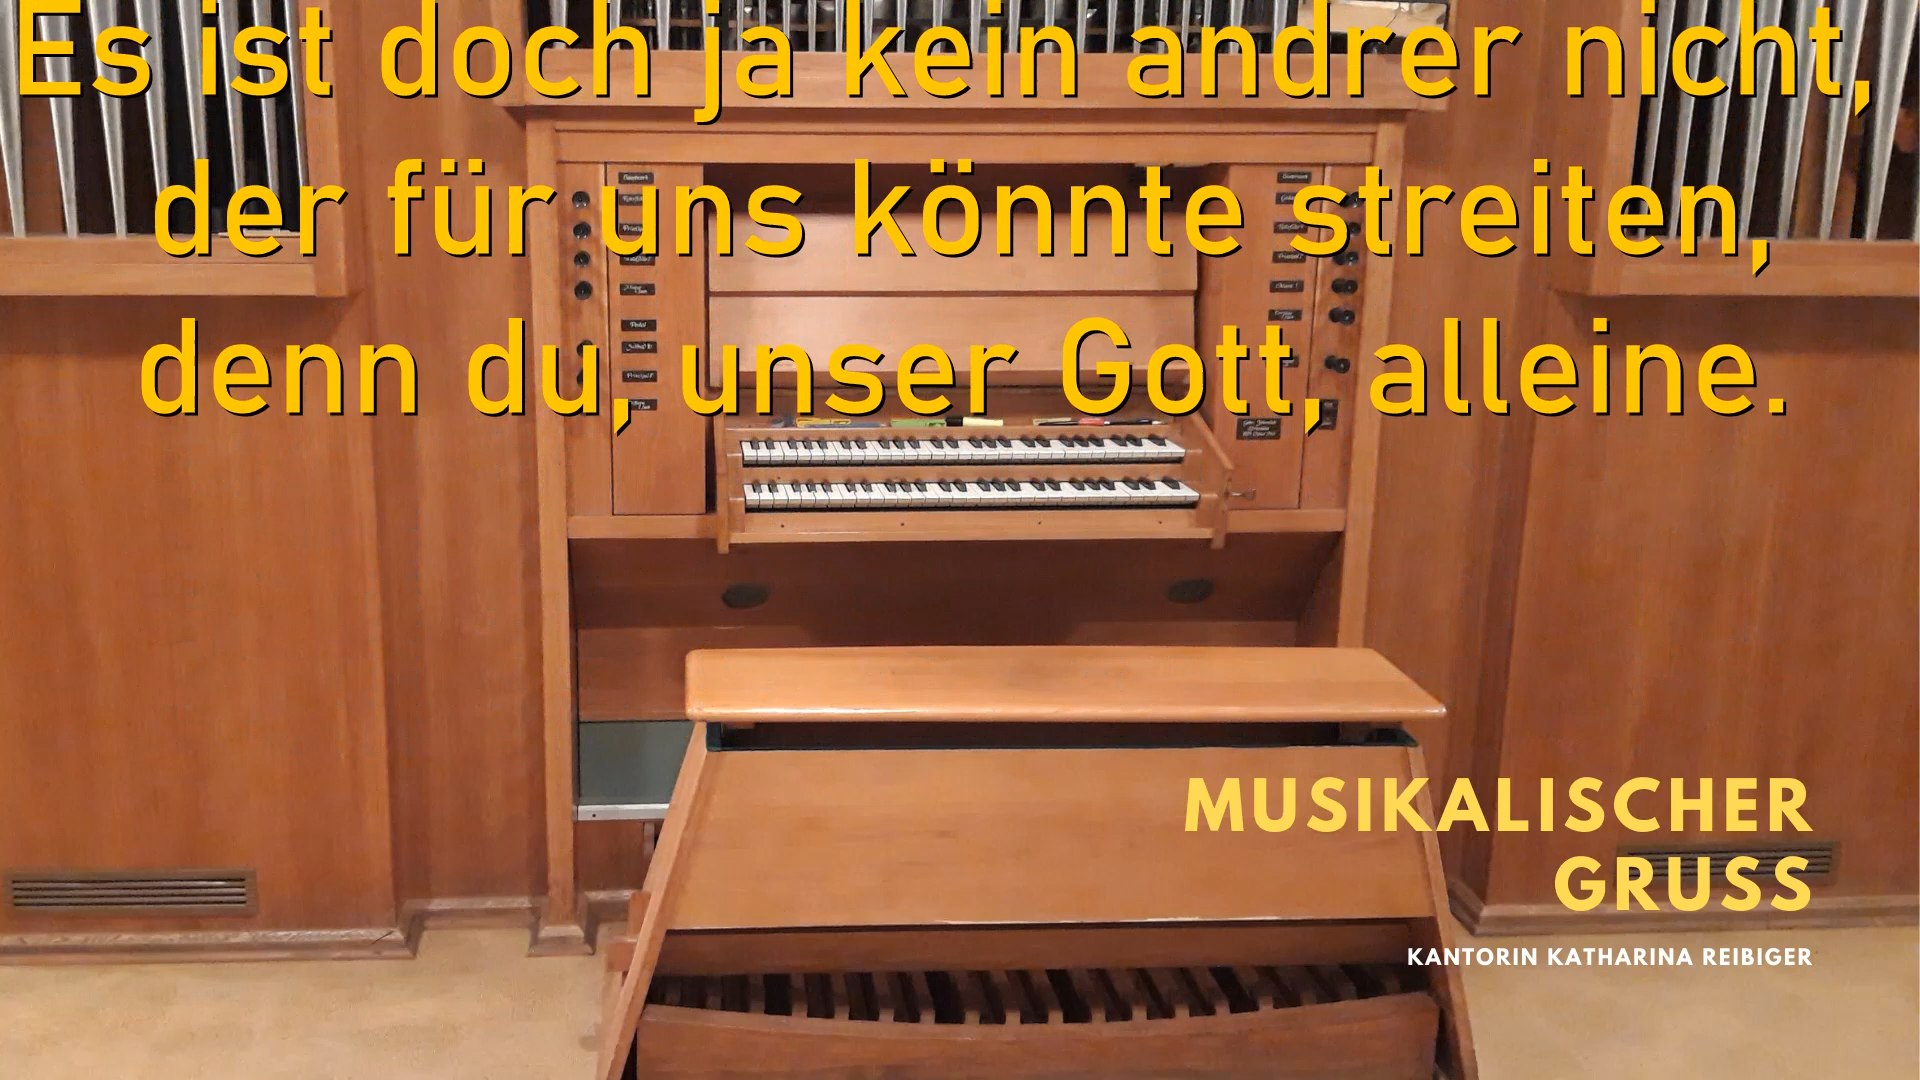 Es ist doch ja kein andrer nicht,
der für uns könnte streiten,
denn du, unser Gott, alleine.
MUSIKALISCHER
GRUSS
KANTORIN KATHARINA REIBIGER